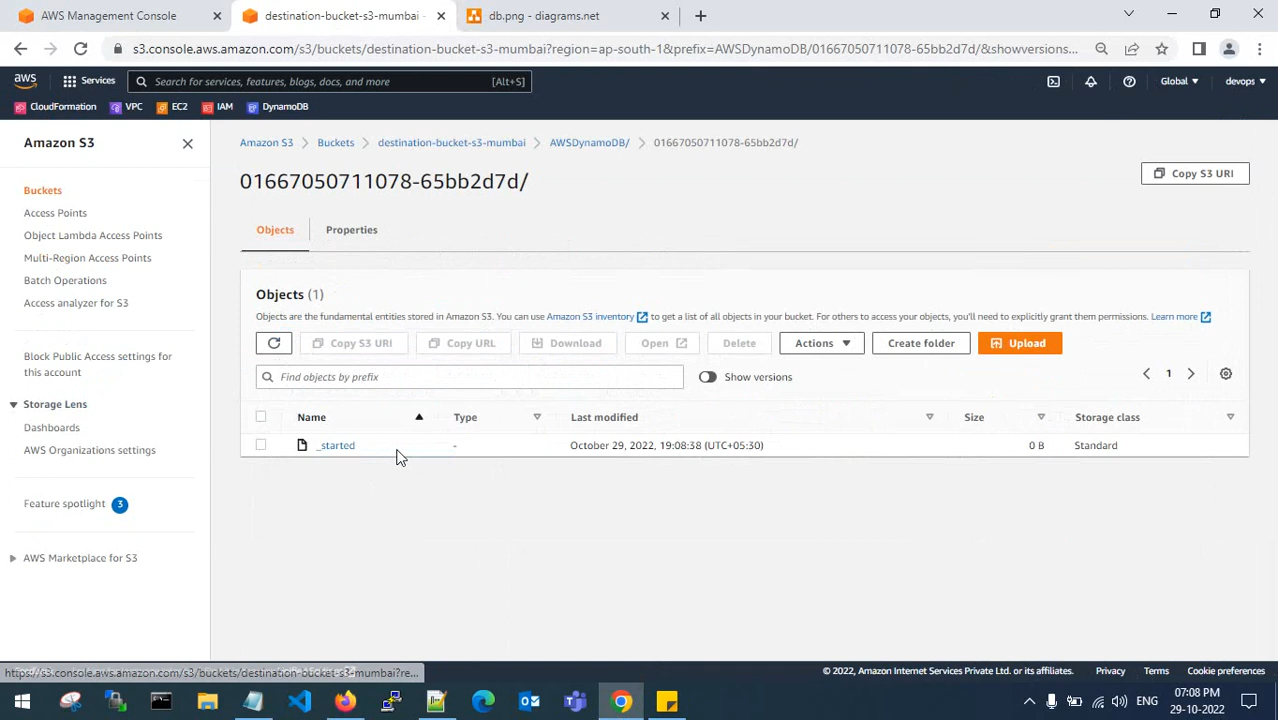 AWS Management Console
destination-bucket-s3-mumbai -
db.png - diagrams.net
s3.console.aws.amazon.com/s3/buckets/destination-bucket-s3-mumbai?region=ap-south-1&prefix=AWSDynamoDB/01667050711078-65bb2d7d/&showversions...
aws
Services
Search for services, features, blogs, docs, and more
[Alt+S]
Global
devops
CloudFormation
VPC
EC2
IAM
DynamoDB
Amazon S3
Buckets
Access Points
Object Lambda Access Points
Multi-Region Access Points
Batch Operations
Access analyzer for S3
Block Public Access settings for
this account
Storage Lens
Dashboards
AWS Organizations settings
Feature spotlight 3
AWS Marketplace for S3
Amazon S3
Buckets
destination-bucket-s3-mumbai
AWSDynamoDB/
01667050711078-65bb2d7d/
01667050711078-65bb2d7d/
Copy S3 URI
Objects
Properties
Objects (1)
Objects are the fundamental entities stored in Amazon S3. You can use Amazon S3 inventory to get a list of all objects in your bucket. For others to access your objects, you'll need to explicitly grant them permissions. Learn more
Copy S3 URI
Copy URL
Download
Open
Delete
Actions
Create folder
Upload
Find objects by prefix
Show versions
1
Name
Type
Last modified
Size
Storage class
_started
-
October 29, 2022, 19:08:38 (UTC+05:30)
0 B
Standard
https://s3.console.aws.amazon.com/s3/buckets/destination-bucket-s3-mumbai?re...
© 2022, Amazon Internet Services Private Ltd. or its affiliates.
Privacy
Terms
Cookie preferences
ENG
07:08 PM
29-10-2022